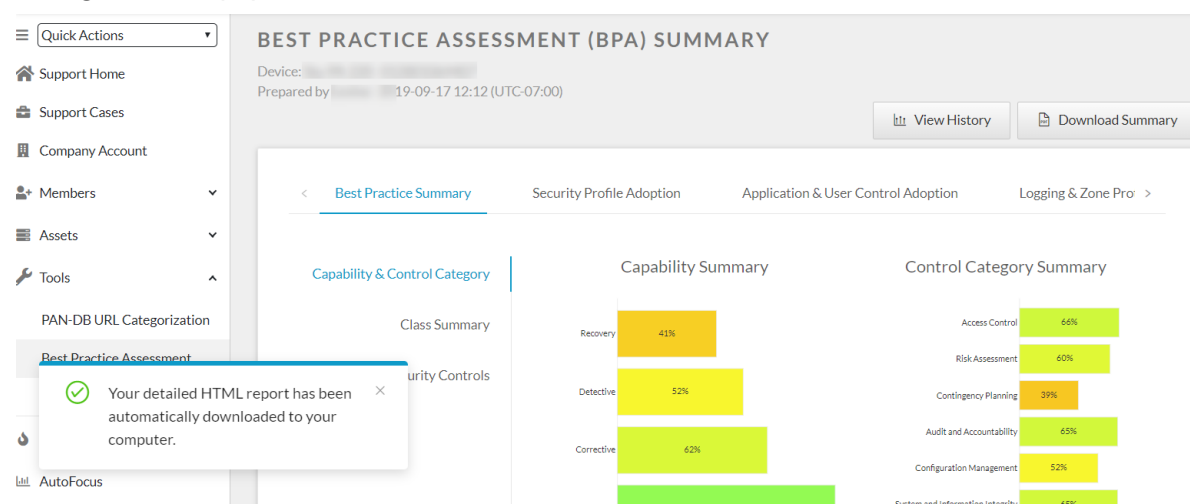 Quick Actions
Support Home
Support Cases
Company Account
Members
Assets
Tools
PAN-DB URL Categorization
Best Practice Assessment
AutoFocus
Your detailed HTML report has been
automatically downloaded to your
computer.
BEST PRACTICE ASSESSMENT (BPA) SUMMARY
Device:
Prepared by 19-09-17 12:12 (UTC-07:00)
View History
Download Summary
Best Practice Summary
Security Profile Adoption
Application & User Control Adoption
Logging & Zone Pro
Capability & Control Category
Class Summary
urity Controls
Capability Summary
Recovery 41%
Detective 52%
Corrective 62%
Control Category Summary
Access Control 66%
Risk Assessment 60%
Contingency Planning 39%
Audit and Accountability 65%
Configuration Management 52%
System and Information Integrity 65%